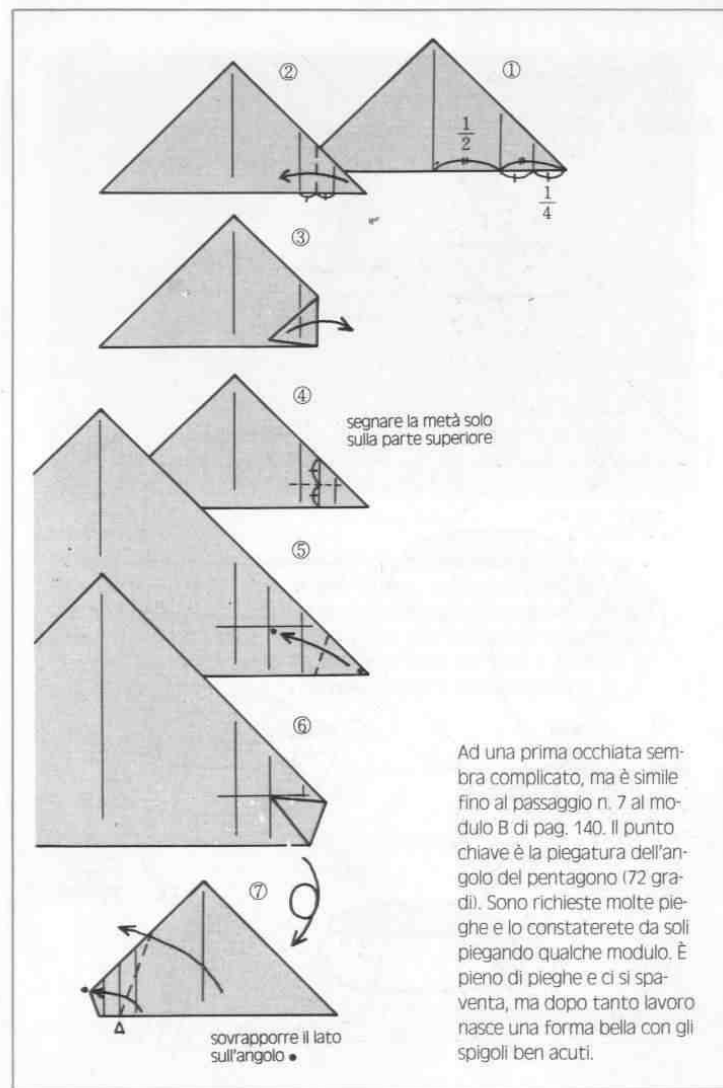 ②
①
1
2
1
4
③
④
segnare la metà solo
sulla parte superiore
⑤
⑥
Ad una prima occhiata sem-
bra complicato, ma è simile
fino al passaggio n. 7 al mo-
dulo B di pag. 140. Il punto
chiave è la piegatura dell'an-
golo del pentagono (72 gra-
di). Sono richieste molte pie-
ghe e lo constaterete da soli
piegando qualche modulo. È
pieno di pieghe e ci si spa-
venta, ma dopo tanto lavoro
nasce una forma bella con gli
spigoli ben acuti.
⑦
sovrapporre il lato
sull'angolo •